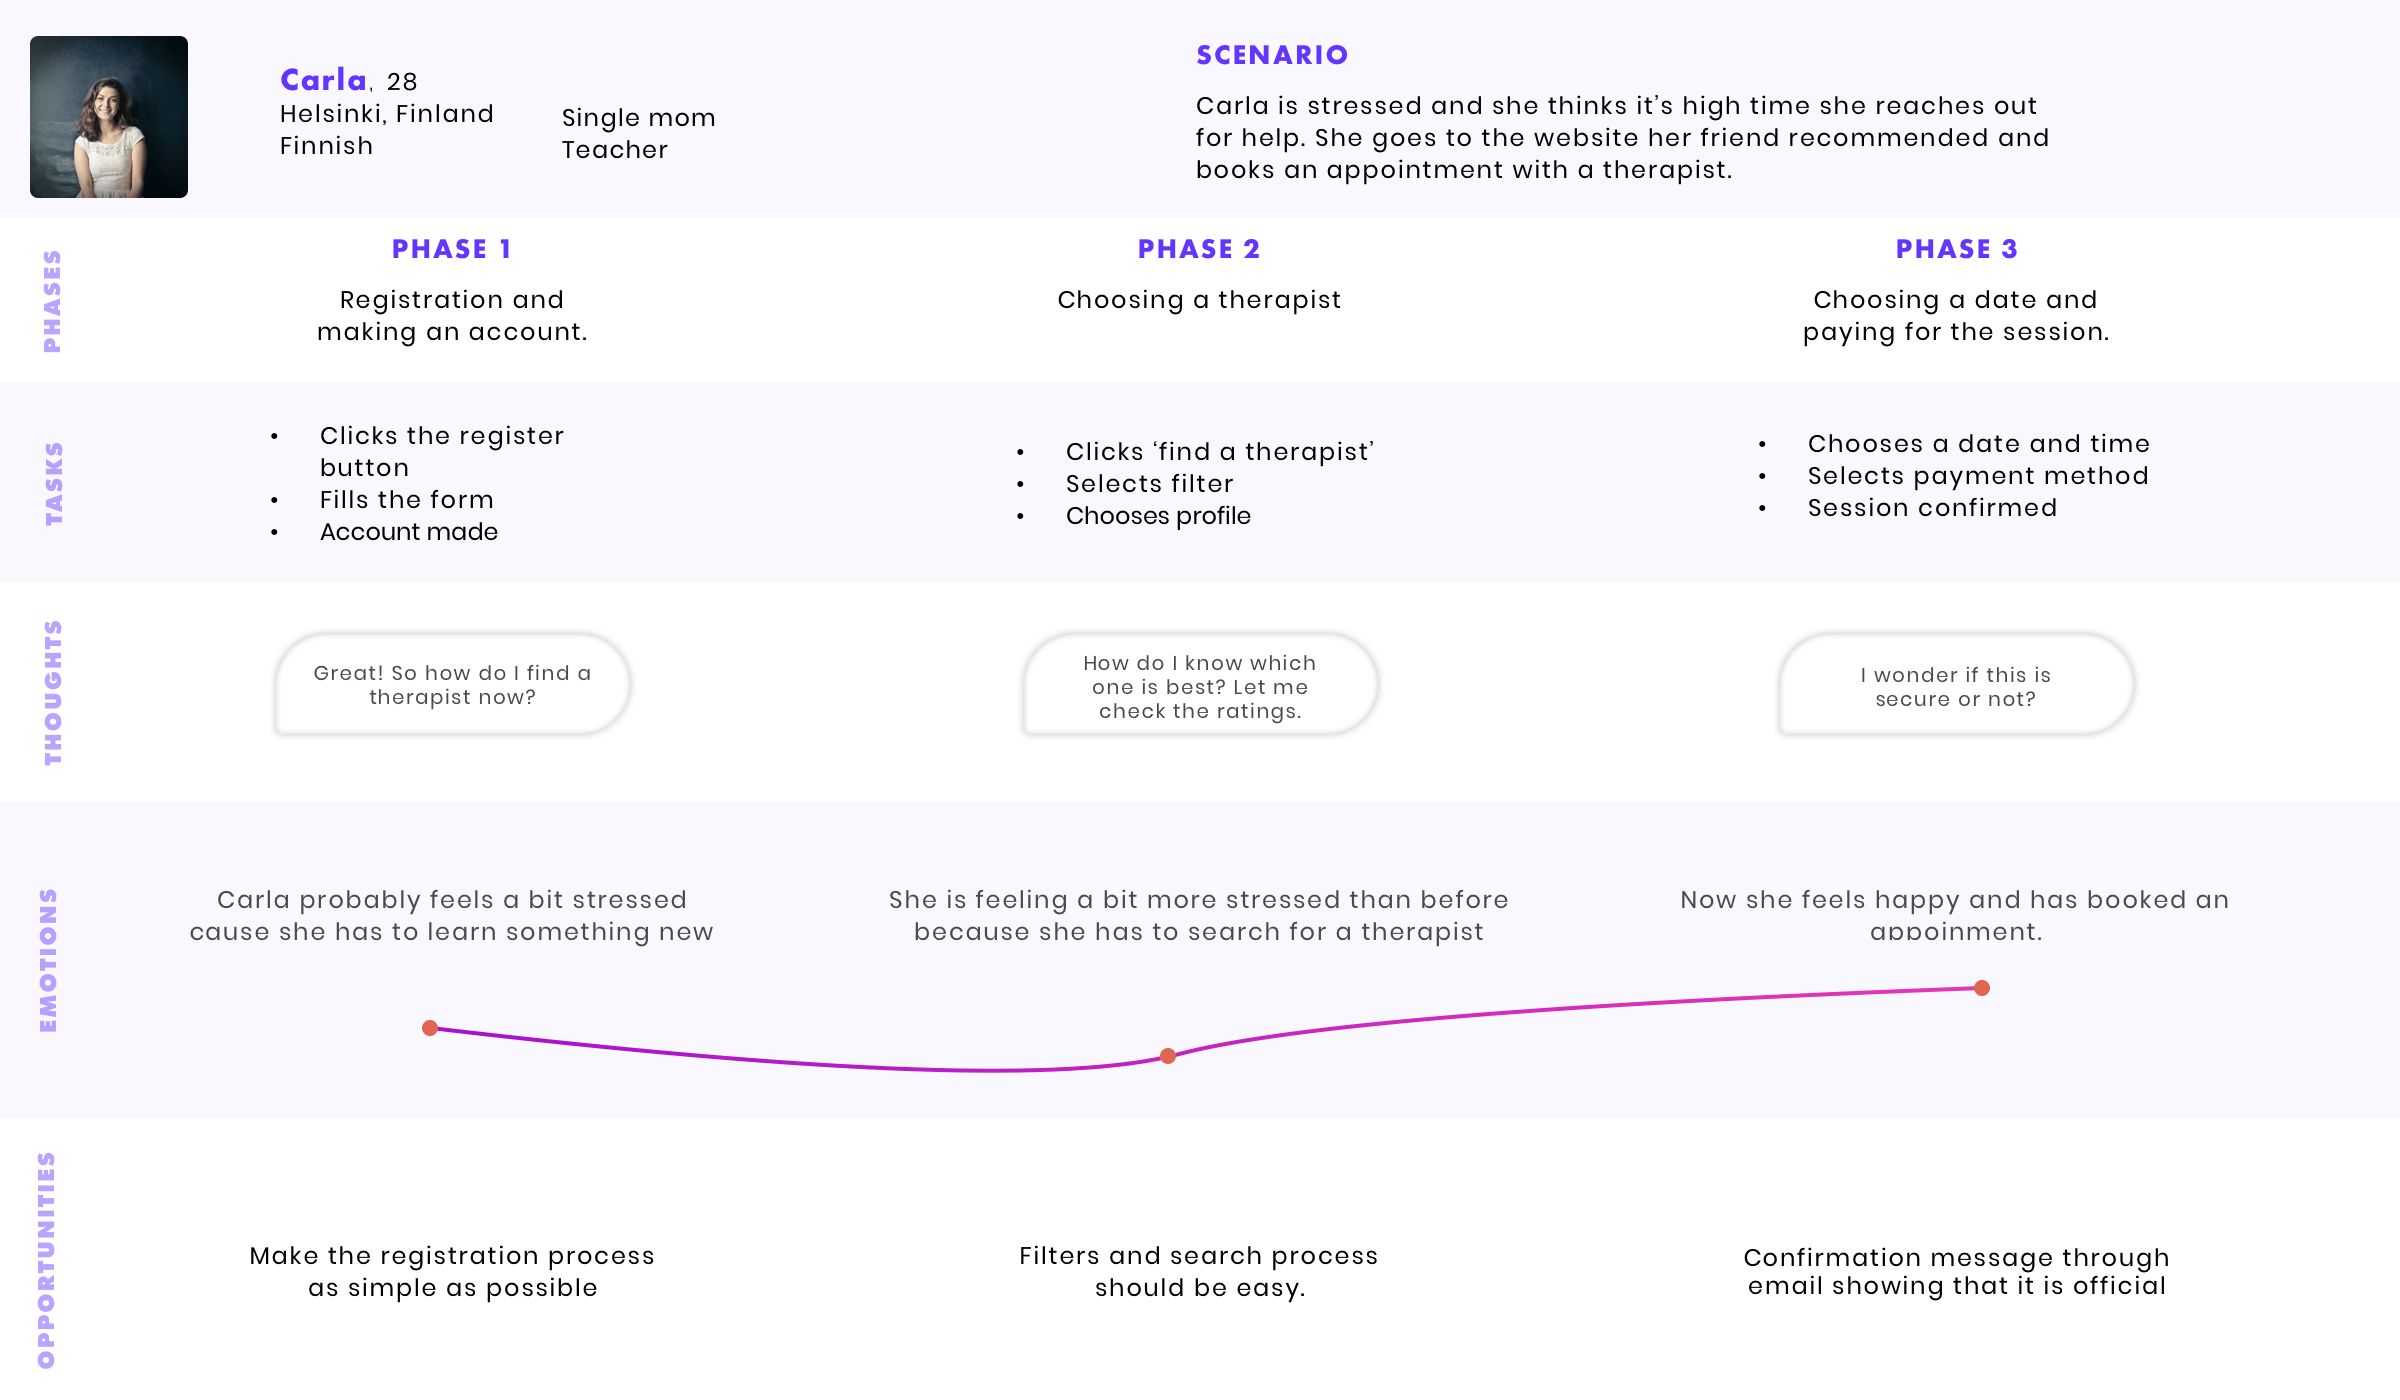 Carla, 28
Helsinki, Finland
Finnish
Single mom
Teacher
SCENARIO
Carla is stressed and she thinks it's high time she reaches out
for help. She goes to the website her friend recommended and
books an appointment with a therapist.
PHASES
PHASE 1
Registration and
making an account.
PHASE 2
Choosing a therapist
PHASE 3
Choosing a date and
paying for the session.
TASKS
• Clicks the register
button
• Fills the form
• Account made
• Clicks ‘find a therapist’
• Selects filter
• Chooses profile
• Chooses a date and time
• Selects payment method
• Session confirmed
THOUGHTS
Great! So how do I find a
therapist now?
How do I know which
one is best? Let me
check the ratings.
I wonder if this is
secure or not?
EMOTIONS
Carla probably feels a bit stressed
cause she has to learn something new
She is feeling a bit more stressed than before
because she has to search for a therapist
Now she feels happy and has booked an
appoinment.
OPPORTUNITIES
Make the registration process
as simple as possible
Filters and search process
should be easy.
Confirmation message through
email showing that it is official